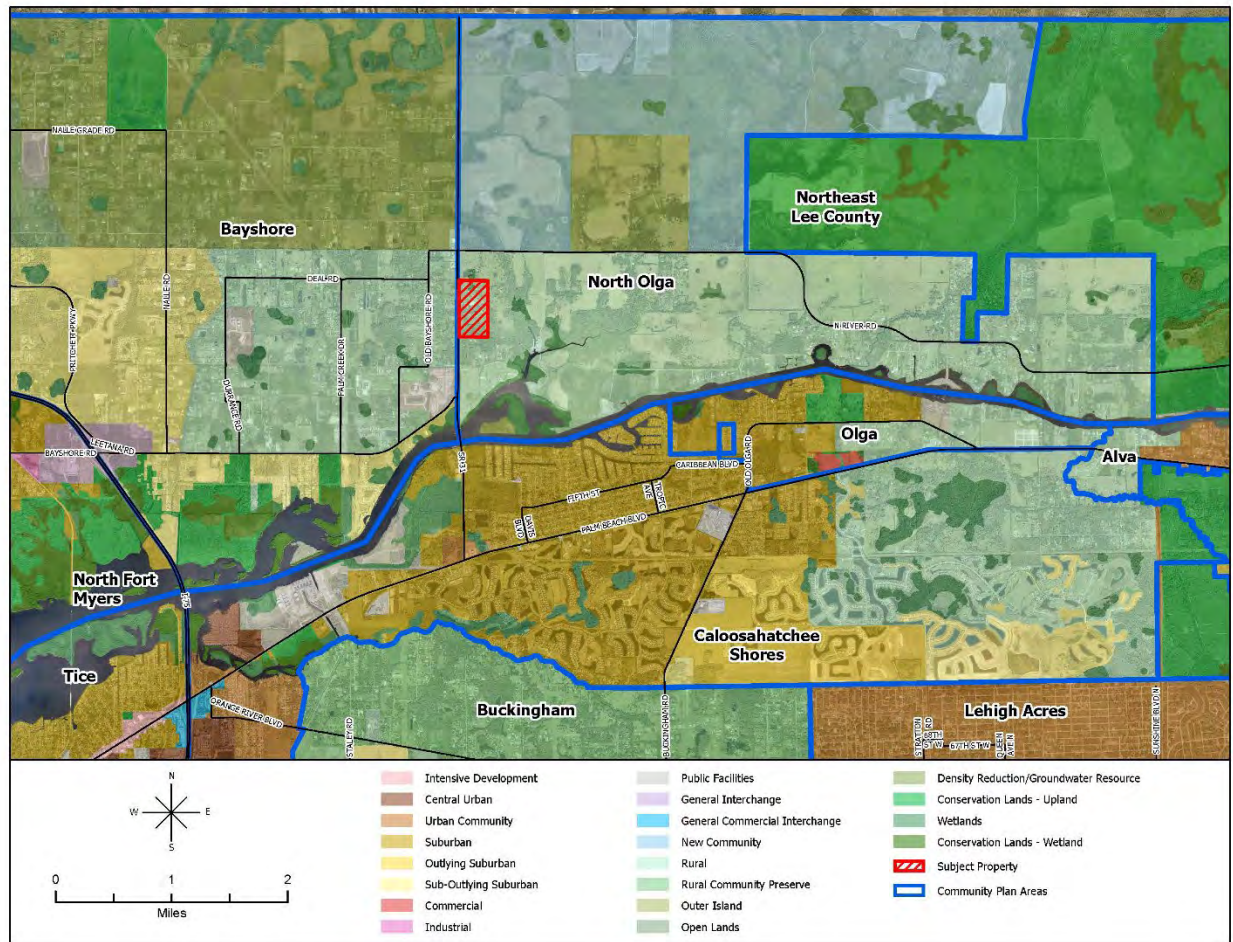 NALLE GRADE RD
Bayshore
Northeast
Lee County
North Olga
DEAL RD
NALLE RD
PRITCHETT PKWY
DURRANCE RD
PALM CREEK DR
OLD BAYSHORE RD
N RIVER RD
LEETANA RD
BAYSHORE RD
SR 31
Olga
Alva
CARIBBEAN BLVD
OLD OLGA RD
FIFTH ST
TROPIC
AVE
DAVIS
BLVD
PALM BEACH BLVD
North Fort
Myers
I-75
Tice
Caloosahatchee
Shores
Buckingham
ORANGE RIVER BLVD
STALEY RD
BUCKINGHAM RD
Lehigh Acres
STRATTON
RD
88TH
ST W
67TH ST W
QUEEN
AVE N
SUNSHINE BLVD N
N
W
E
S
0
1
2
Miles
Intensive Development
Central Urban
Urban Community
Suburban
Outlying Suburban
Sub-Outlying Suburban
Commercial
Industrial
Public Facilities
General Interchange
General Commercial Interchange
New Community
Rural
Rural Community Preserve
Outer Island
Open Lands
Density Reduction/Groundwater Resource
Conservation Lands - Upland
Wetlands
Conservation Lands - Wetland
Subject Property
Community Plan Areas